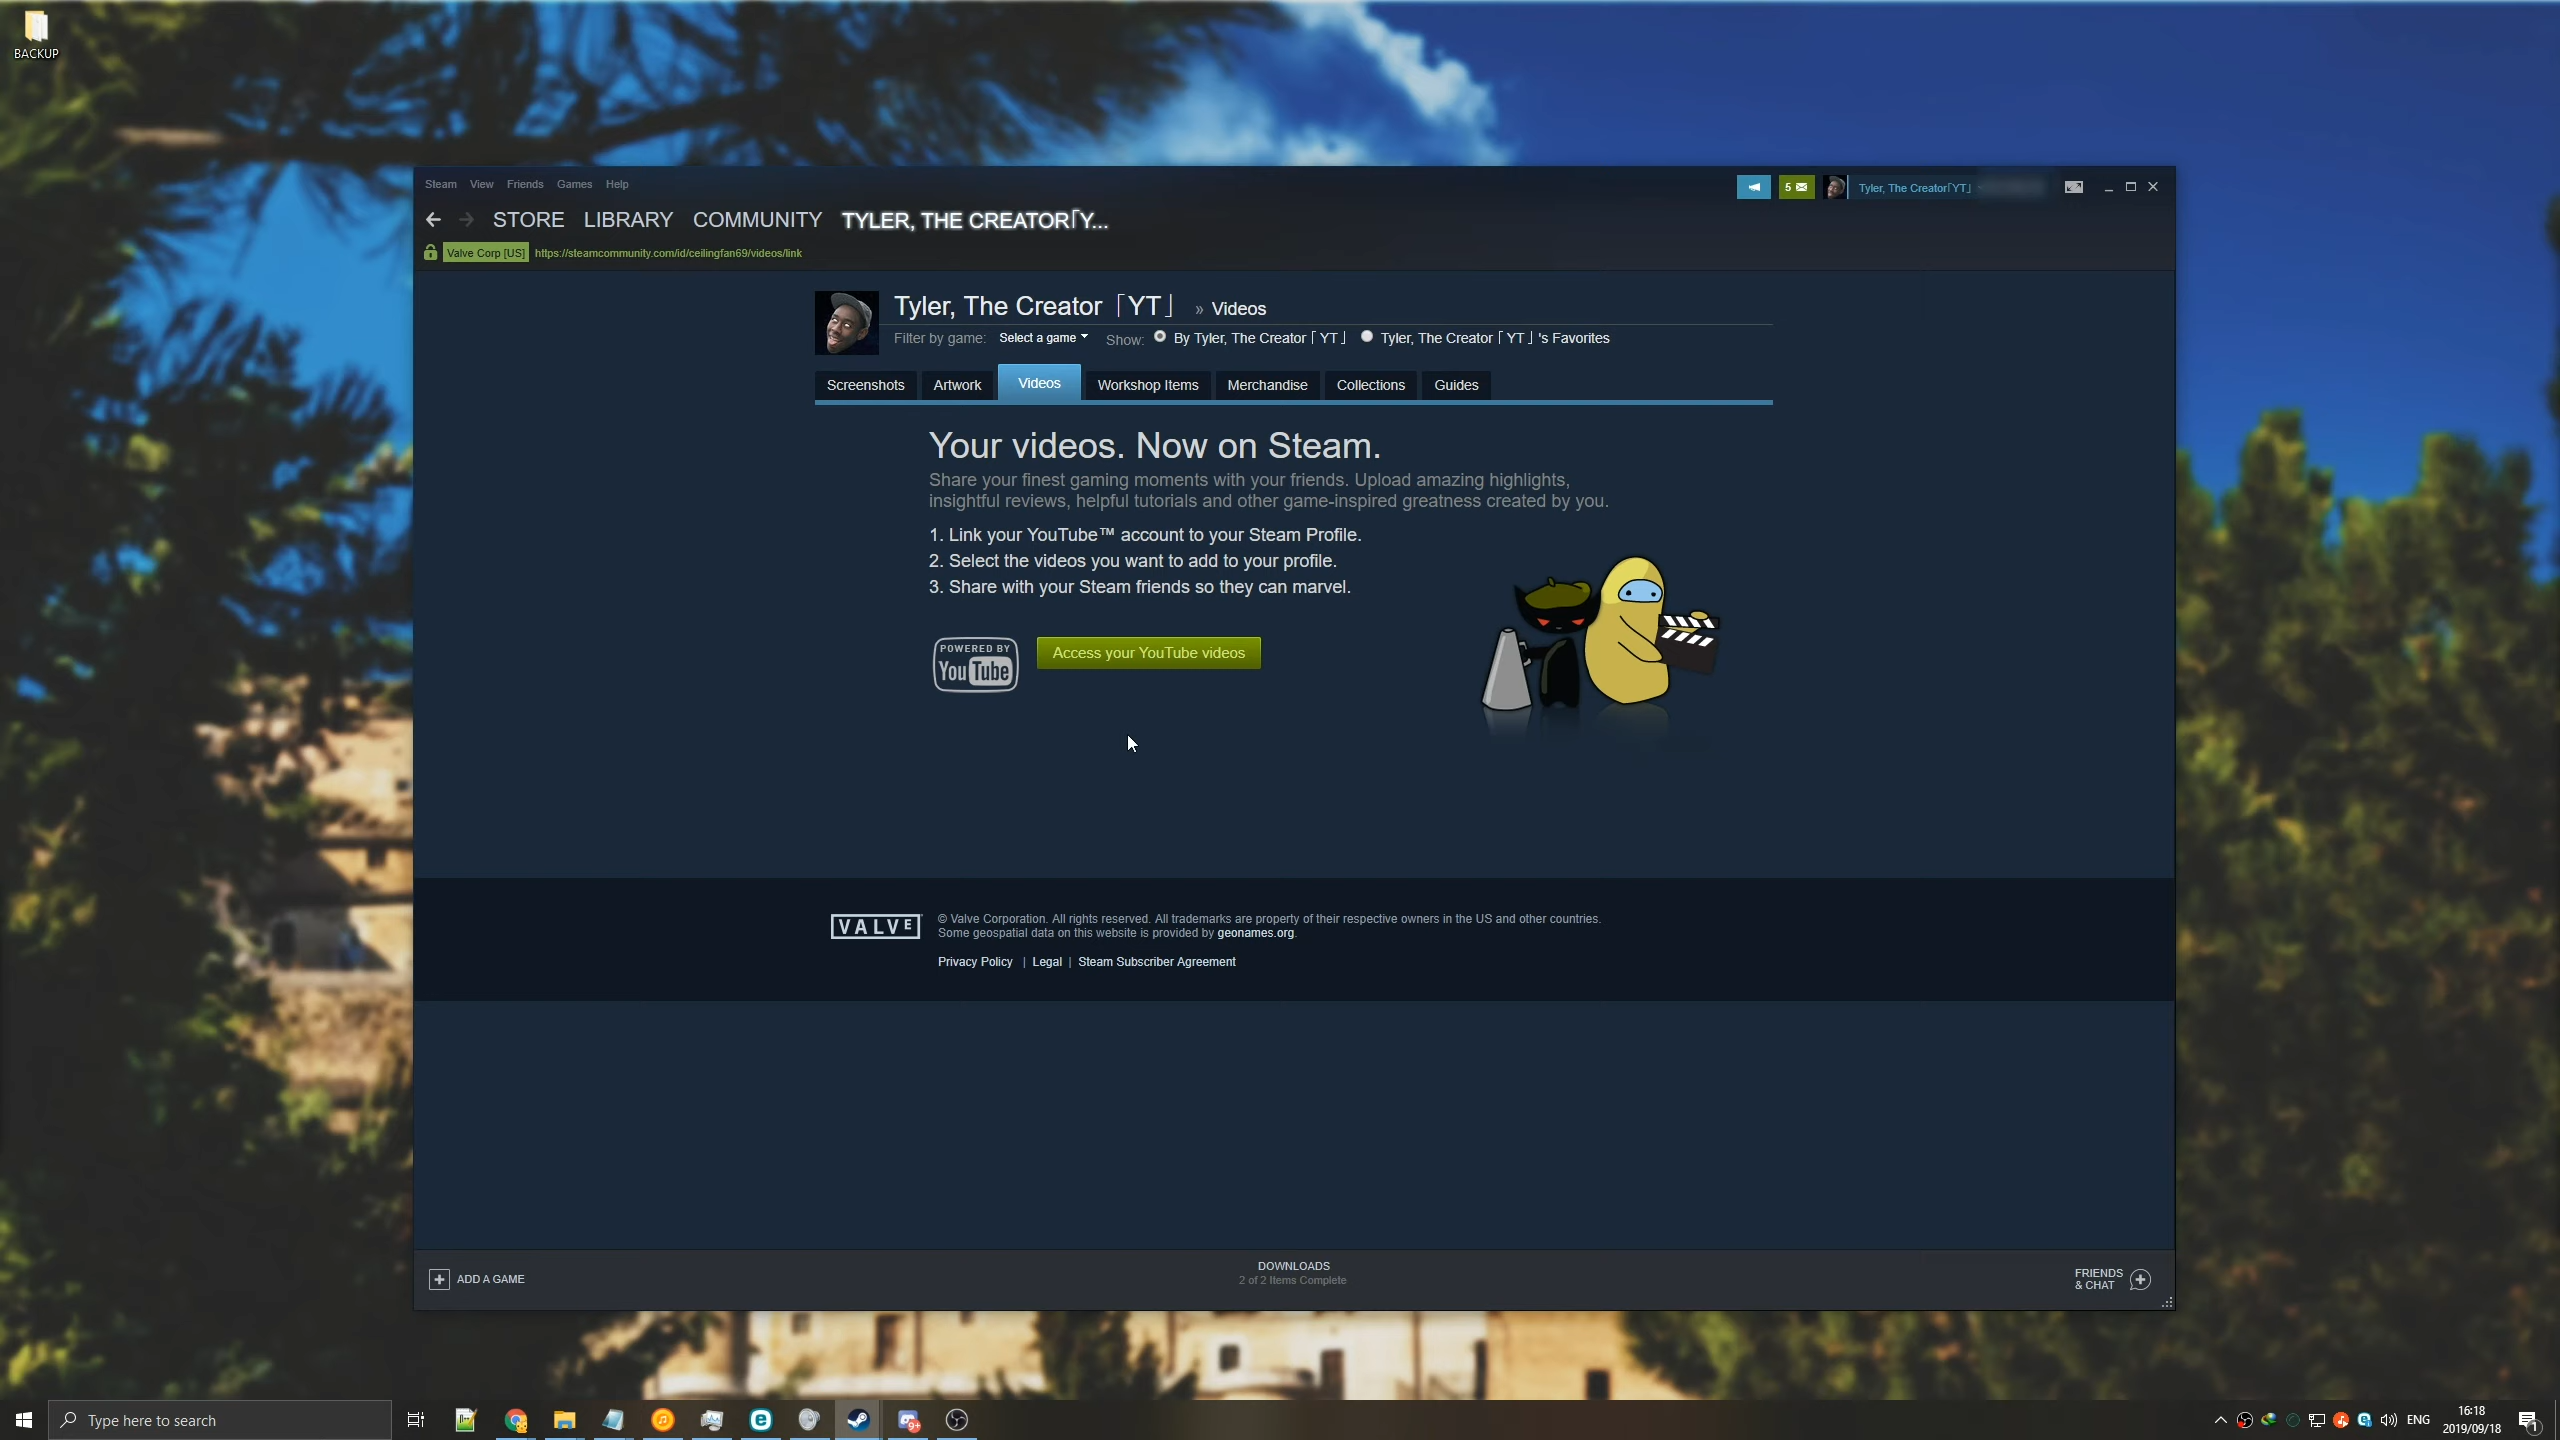 BACKUP
Steam View Friends Games Help
5
Tyler, The Creator「YT」
STORE LIBRARY COMMUNITY TYLER, THE CREATOR「Y...
Valve Corp [US] https://steamcommunity.com/id/ceilingfan69/videos/link
Tyler, The Creator「YT」 » Videos
Filter by game: Select a game Show: By Tyler, The Creator「YT」 Tyler, The Creator「YT」's Favorites
Screenshots Artwork Videos Workshop Items Merchandise Collections Guides
Your videos. Now on Steam.
Share your finest gaming moments with your friends. Upload amazing highlights,
insightful reviews, helpful tutorials and other game-inspired greatness created by you.
1. Link your YouTube™ account to your Steam Profile.
2. Select the videos you want to add to your profile.
3. Share with your Steam friends so they can marvel.
POWERED BY
YouTube
Access your YouTube videos
VALVE
© Valve Corporation. All rights reserved. All trademarks are property of their respective owners in the US and other countries.
Some geospatial data on this website is provided by geonames.org.
Privacy Policy | Legal | Steam Subscriber Agreement
ADD A GAME
DOWNLOADS
2 of 2 Items Complete
FRIENDS
& CHAT
Type here to search
9+
ENG
16:18
2019/09/18
1